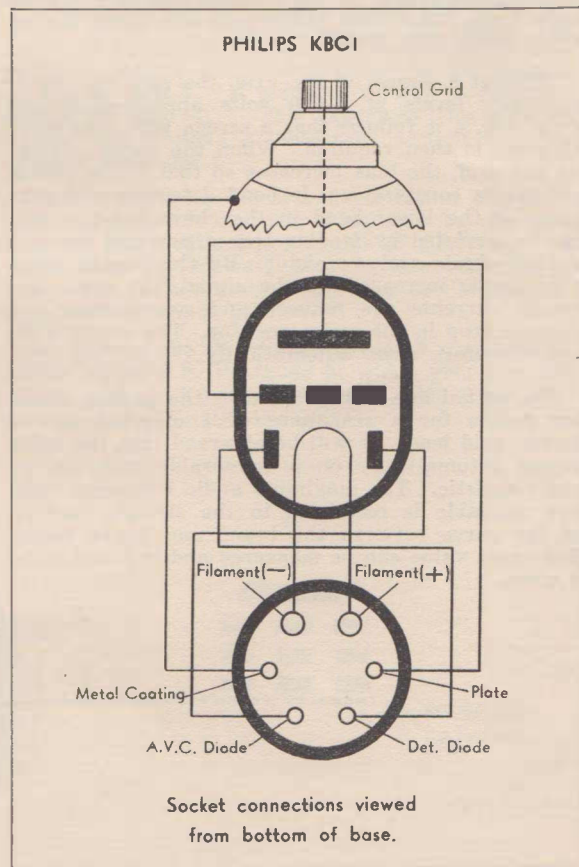 PHILIPS KBC1
Control Grid
Filament(—)
Filament(+)
Metal Coating
Plate
A.V.C. Diode
Det. Diode
Socket connections viewed
from bottom of base.